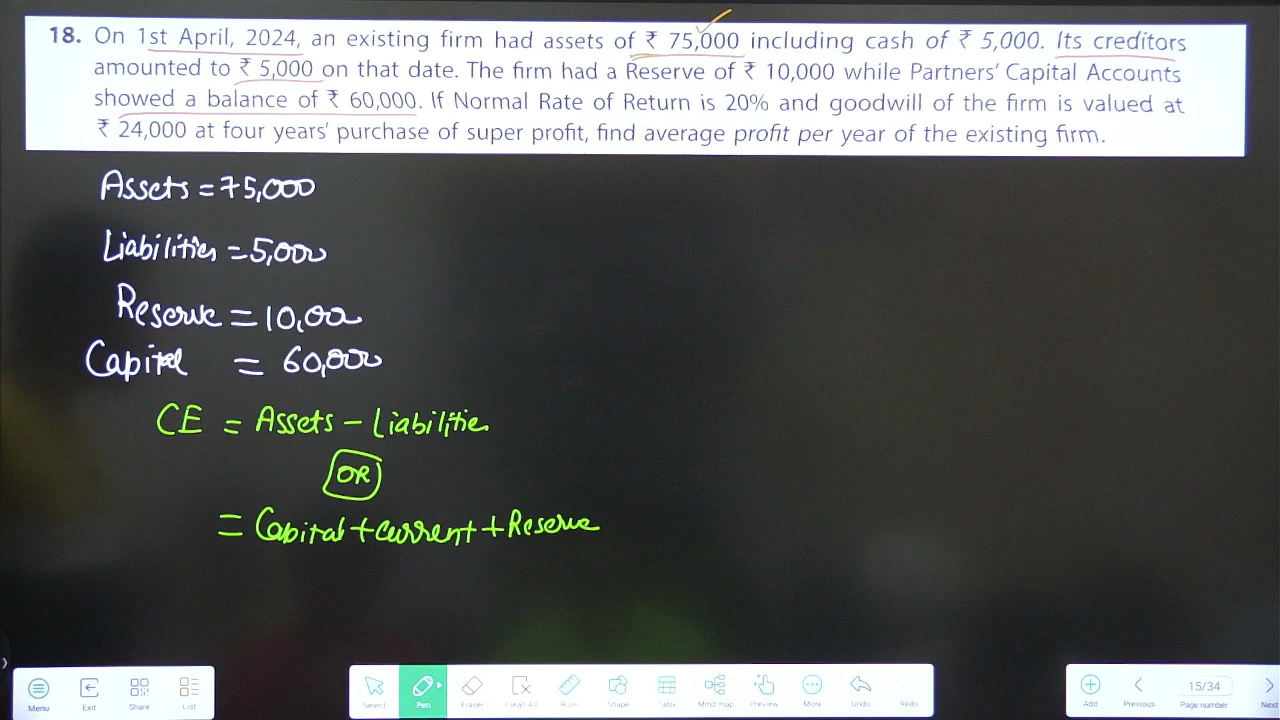 18. On 1st April, 2024, an existing firm had assets of ₹ 75,000 including cash of ₹ 5,000. Its creditors
amounted to ₹ 5,000 on that date. The firm had a Reserve of ₹ 10,000 while Partners' Capital Accounts
showed a balance of ₹ 60,000. If Normal Rate of Return is 20% and goodwill of the firm is valued at
₹ 24,000 at four years' purchase of super profit, find average profit per year of the existing firm.
Assets = 75,000
Liabilities = 5,000
Reserve = 10,00
Capital = 60,000
CE = Assets - Liabilities
OR
= Capital + current + Reserve
Menu Exit Share List Select Pen Eraser Clean All Ruler Shape Table Mind map Preview More Undo Redo Add Previous 15/34 Page number Next